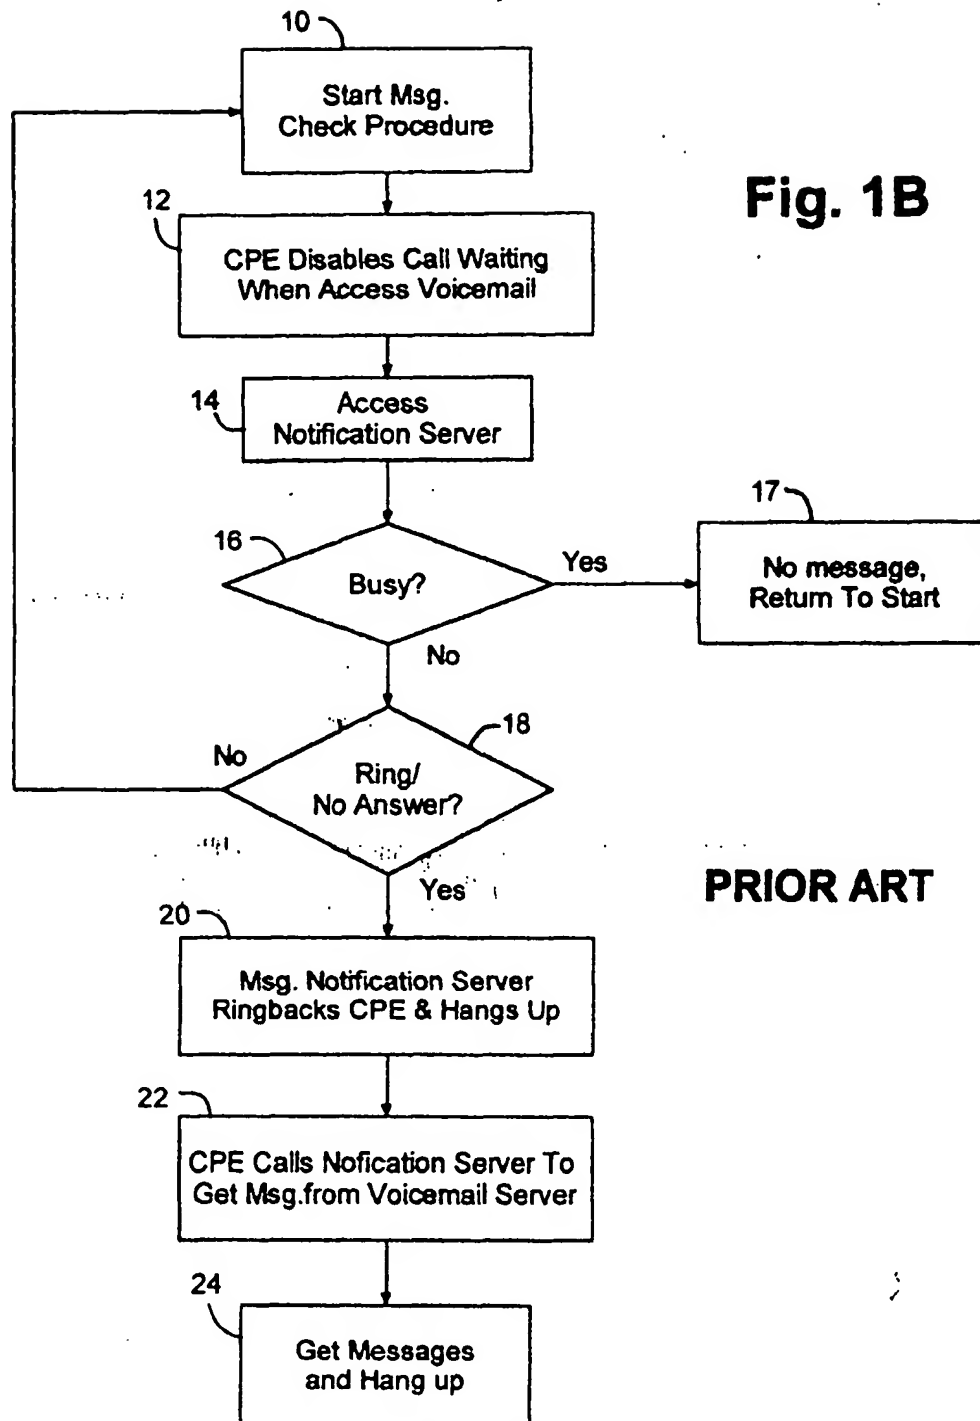 10
Start Msg.
Check Procedure
Fig. 1B
12
CPE Disables Call Waiting
When Access Voicemail
14
Access
Notification Server
16
Busy?
Yes
17
No message,
Return To Start
No
18
No
Ring/
No Answer?
Yes
PRIOR ART
20
Msg. Notification Server
Ringbacks CPE & Hangs Up
22
CPE Calls Nofication Server To
Get Msg.from Voicemail Server
24
Get Messages
and Hang up